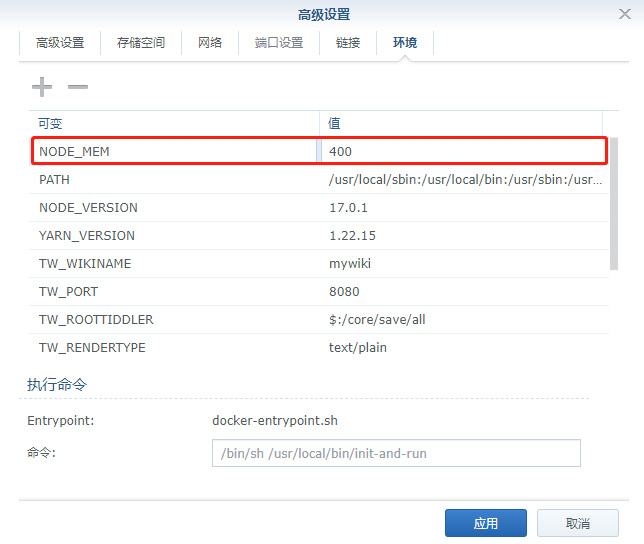 高级设置
高级设置 存储空间 网络 端口设置 链接 环境
可变 值
NODE_MEM 400
PATH /usr/local/sbin:/usr/local/bin:/usr/sbin:/usr...
NODE_VERSION 17.0.1
YARN_VERSION 1.22.15
TW_WIKINAME mywiki
TW_PORT 8080
TW_ROOTTIDDLER $:/core/save/all
TW_RENDERTYPE text/plain
执行命令
Entrypoint: docker-entrypoint.sh
命令: /bin/sh /usr/local/bin/init-and-run
应用 取消